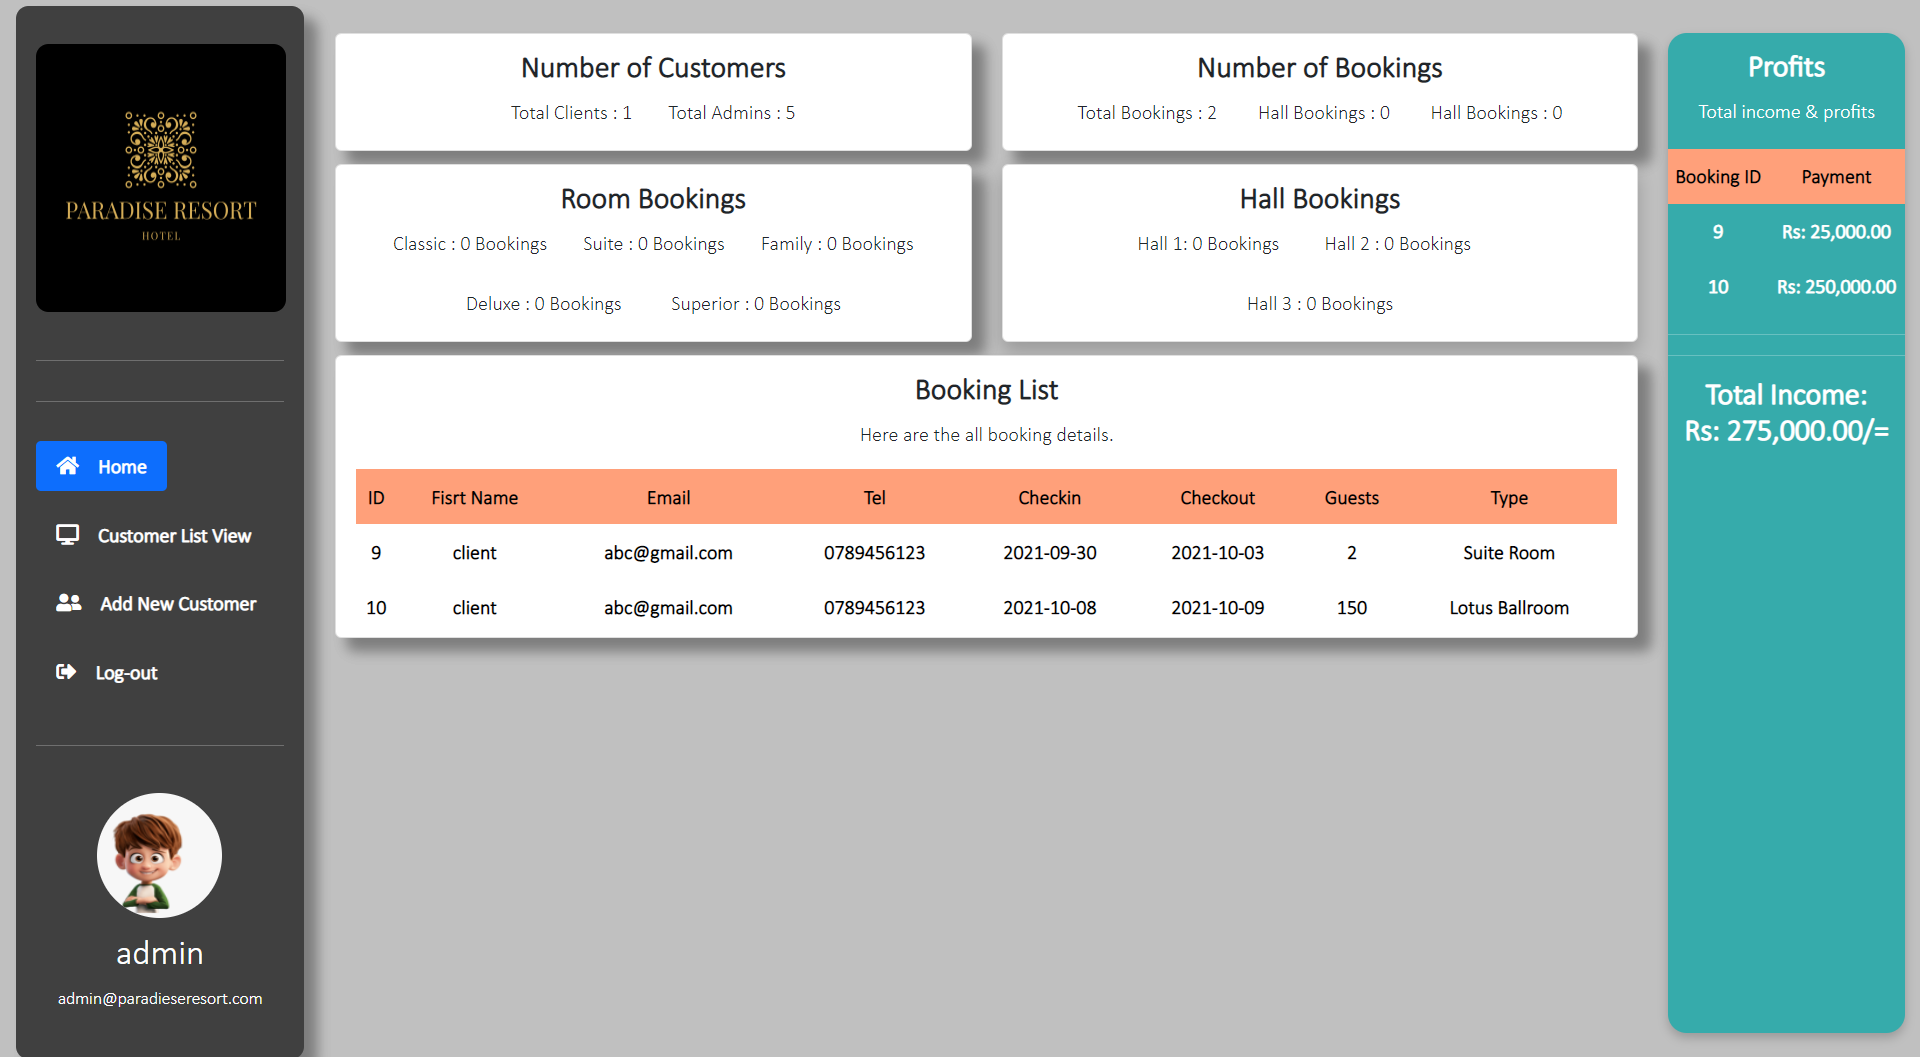 PARADISE RESORT
HOTEL
Home
Customer List View
Add New Customer
Log-out
admin
admin@paradieseresort.com
Number of Customers
Total Clients : 1 Total Admins : 5
Number of Bookings
Total Bookings : 2 Hall Bookings : 0 Hall Bookings : 0
Room Bookings
Classic : 0 Bookings Suite : 0 Bookings Family : 0 Bookings
Deluxe : 0 Bookings Superior : 0 Bookings
Hall Bookings
Hall 1: 0 Bookings Hall 2 : 0 Bookings
Hall 3 : 0 Bookings
Booking List
Here are the all booking details.
ID Fisrt Name Email Tel Checkin Checkout Guests Type
9 client abc@gmail.com 0789456123 2021-09-30 2021-10-03 2 Suite Room
10 client abc@gmail.com 0789456123 2021-10-08 2021-10-09 150 Lotus Ballroom
Profits
Total income & profits
Booking ID Payment
9 Rs: 25,000.00
10 Rs: 250,000.00
Total Income:
Rs: 275,000.00/=